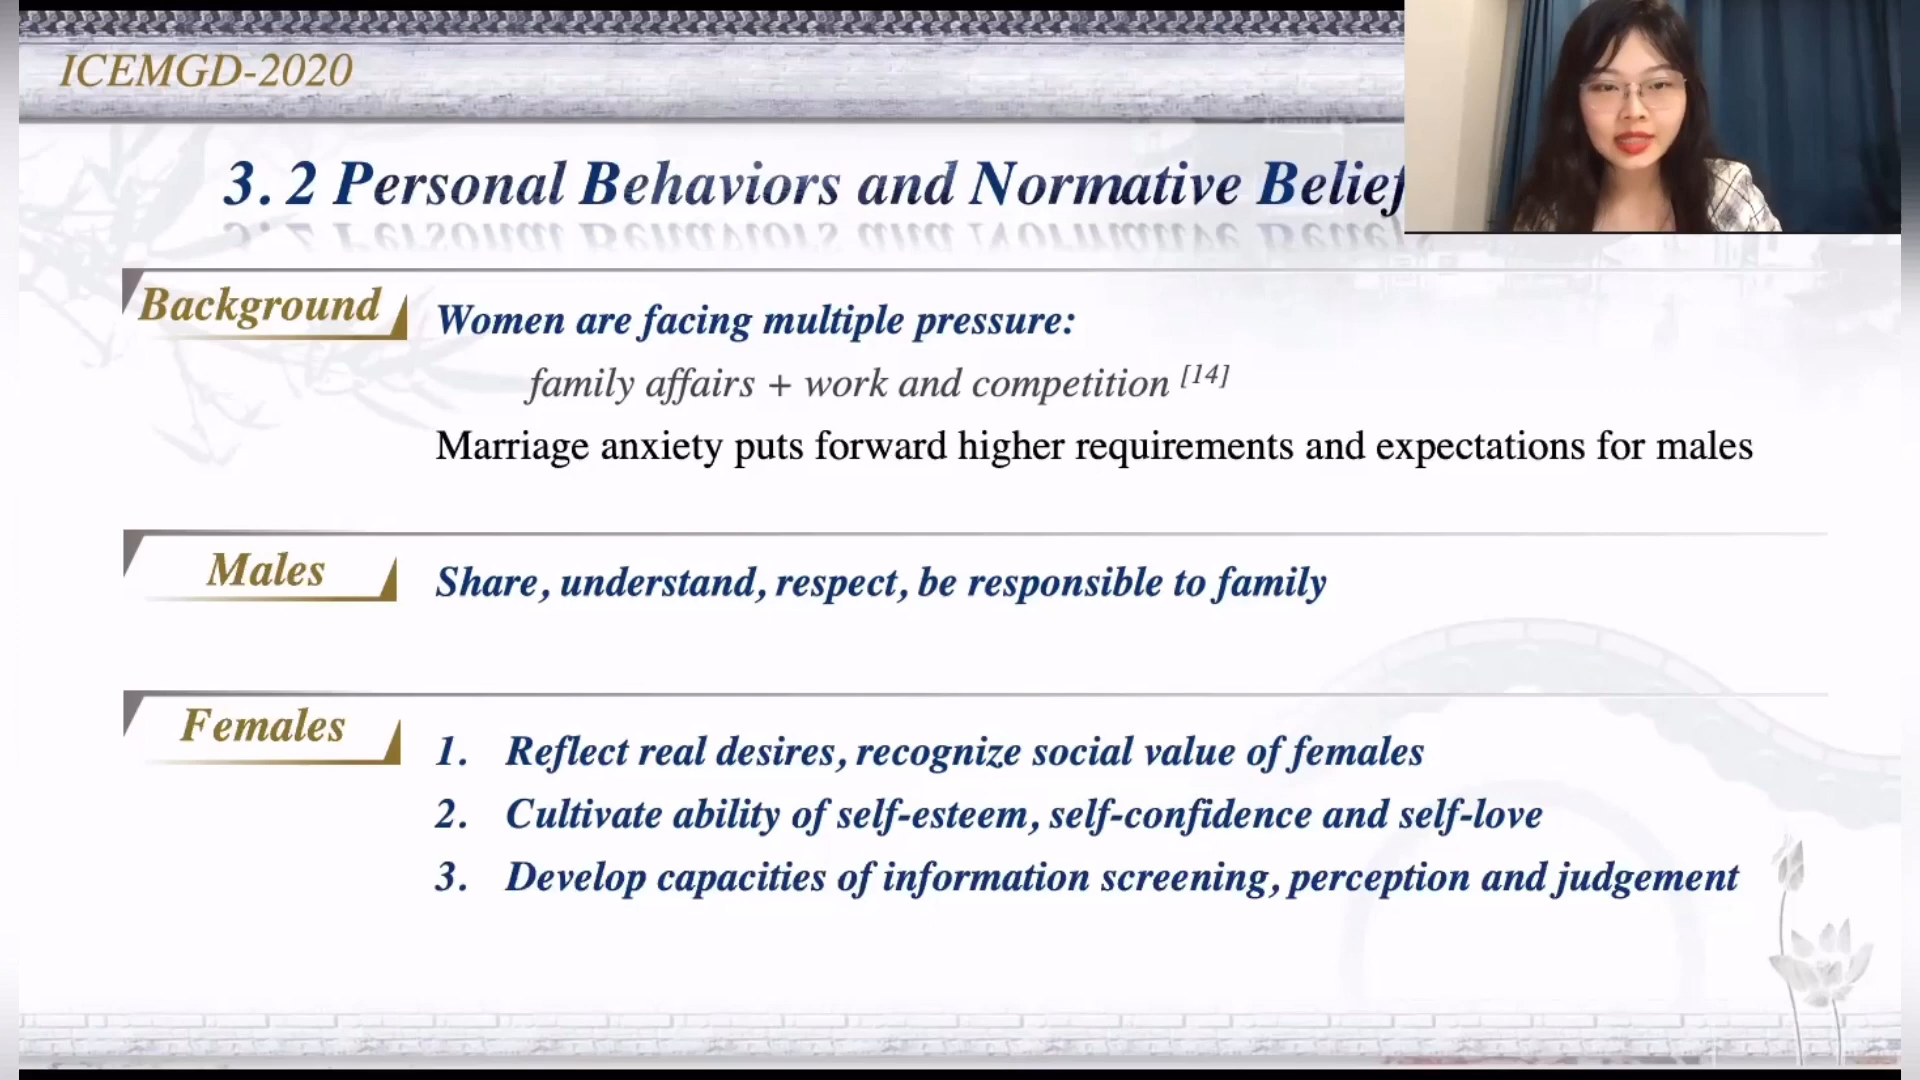 ICEMGD-2020
3.2 Personal Behaviors and Normative Belief
Background
Women are facing multiple pressure:
family affairs + work and competition [14]
Marriage anxiety puts forward higher requirements and expectations for males
Males
Share, understand, respect, be responsible to family
Females
1. Reflect real desires, recognize social value of females
2. Cultivate ability of self-esteem, self-confidence and self-love
3. Develop capacities of information screening, perception and judgement